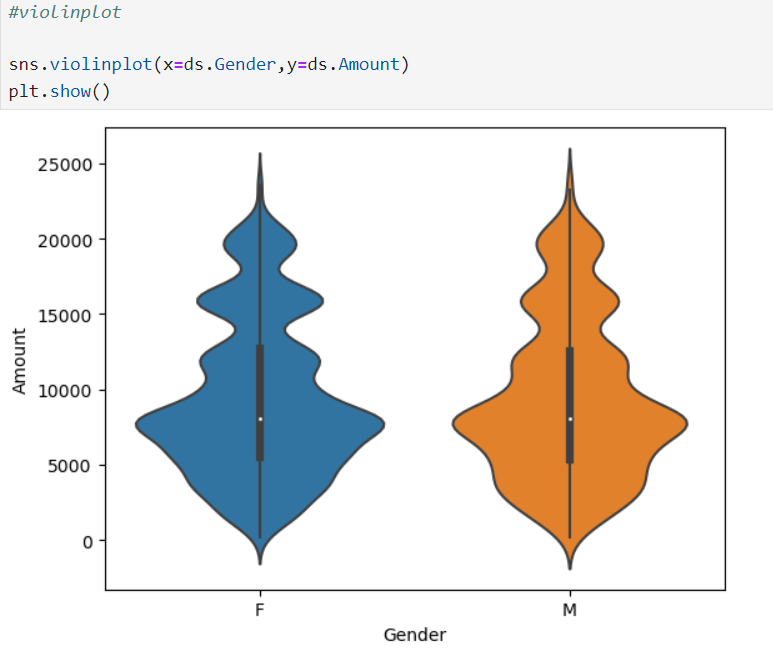 #violinplot
sns.violinplot(x=ds.Gender,y=ds.Amount)
plt.show()
25000
20000
15000
10000
5000
0
Amount
F M
Gender